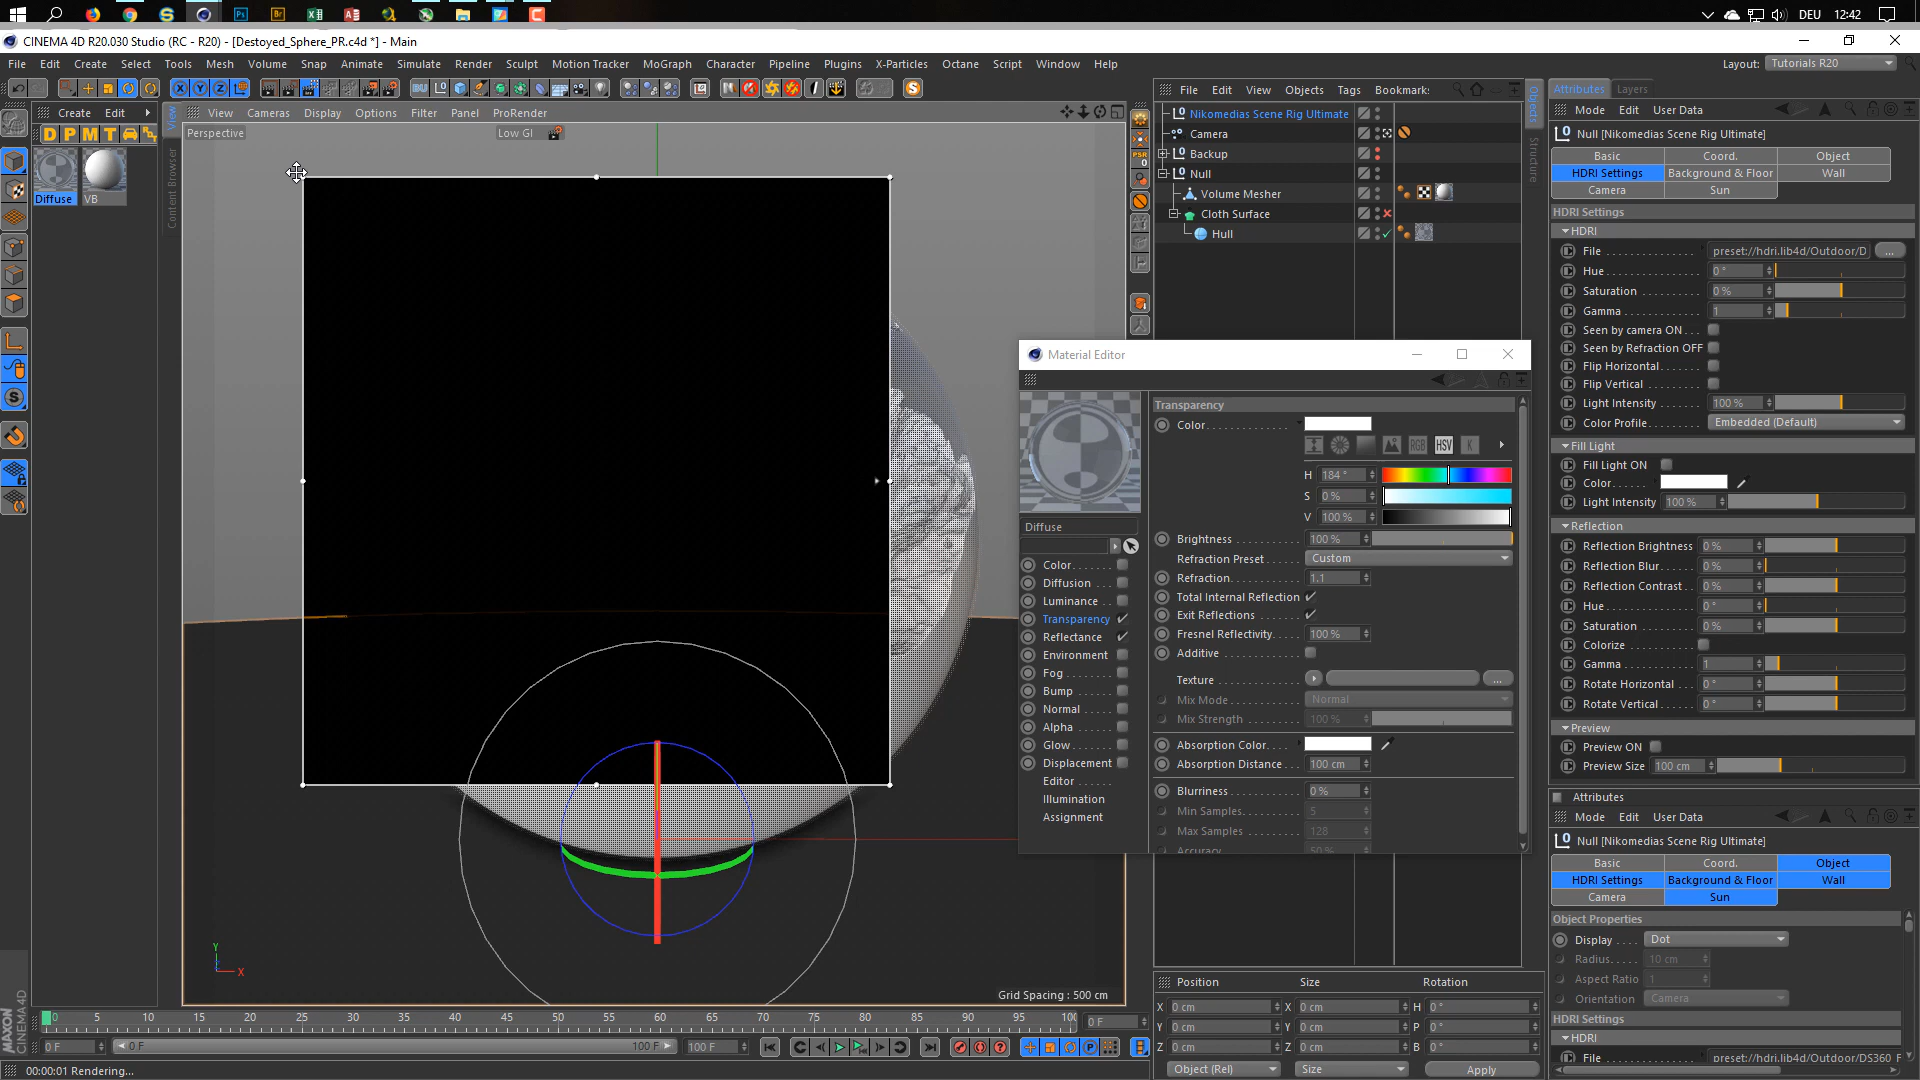 DEU 12:42
CINEMA 4D R20.030 Studio (RC - R20) - [Destoyed_Sphere_PR.c4d *] - Main
File Edit Create Select Tools Mesh Volume Snap Animate Simulate Render Sculpt Motion Tracker MoGraph Character Pipeline Plugins X-Particles Octane Script Window Help Layout: Tutorials R20
Create Edit
View Cameras Display Options Filter Panel ProRender
Perspective Low GI
D P M T
Diffuse VB
View
Content Browser
Grid Spacing : 500 cm
Y
X
File Edit View Objects Tags Bookmark:
Nikomedias Scene Rig Ultimate
Camera
Backup
Null
Volume Mesher
Cloth Surface
Hull
Objects
Structure
Material Editor
Transparency
Color
H 184 °
S 0 %
V 100 %
RGB HSV K
Diffuse
Brightness 100 %
Refraction Preset Custom
Refraction 1.1
Total Internal Reflection
Exit Reflections
Fresnel Reflectivity 100 %
Additive
Texture ...
Mix Mode Normal
Mix Strength 100 %
Absorption Color
Absorption Distance 100 cm
Blurriness 0 %
Min Samples 5
Max Samples 128
Accuracy 50 %
Color
Diffusion
Luminance
Transparency
Reflectance
Environment
Fog
Bump
Normal
Alpha
Glow
Displacement
Editor
Illumination
Assignment
Attributes Layers
Mode Edit User Data
Null [Nikomedias Scene Rig Ultimate]
Basic Coord. Object
HDRI Settings Background & Floor Wall
Camera Sun
HDRI Settings
HDRI
File preset://hdri.lib4d/Outdoor/D ...
Hue 0 °
Saturation 0 %
Gamma 1
Seen by camera ON
Seen by Refraction OFF
Flip Horizontal
Flip Vertical
Light Intensity 100 %
Color Profile Embedded (Default)
Fill Light
Fill Light ON
Color
Light Intensity 100 %
Reflection
Reflection Brightness 0 %
Reflection Blur 0 %
Reflection Contrast 0 %
Hue 0 °
Saturation 0 %
Colorize
Gamma 1
Rotate Horizontal 0 °
Rotate Vertical 0 °
Preview
Preview ON
Preview Size 100 cm
Attributes
Mode Edit User Data
Null [Nikomedias Scene Rig Ultimate]
Basic Coord. Object
HDRI Settings Background & Floor Wall
Camera Sun
Object Properties
Display Dot
Radius 10 cm
Aspect Ratio 1
Orientation Camera
HDRI Settings
HDRI
File preset://hdri.lib4d/Outdoor/DS360_F
0 5 10 15 20 25 30 35 40 45 50 55 60 65 70 75 80 85 90 95 100 0 F
0 F 0 F 100 F 100 F
Position Size Rotation
X 0 cm X 0 cm H 0 °
Y 0 cm Y 0 cm P 0 °
Z 0 cm Z 0 cm B 0 °
Object (Rel) Size Apply
MAXON CINEMA 4D
00:00:01 Rendering...